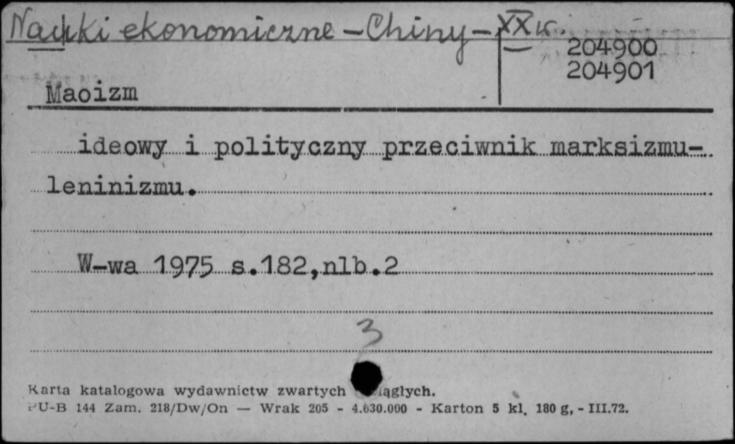 Nauki ekonomiczne - Chiny - XX w.
204900
204901
Maoizm
ideowy i polityczny przeciwnik marksizmu-
leninizmu.
W-wa 1975 s.182,nlb.2
3
Karta katalogowa wydawnictw zwartych ciągłych.
PU-B 144 Zam. 218/Dw/On — Wrak 205 - 4.630.000 - Karton 5 kl. 180 g, - III.72.